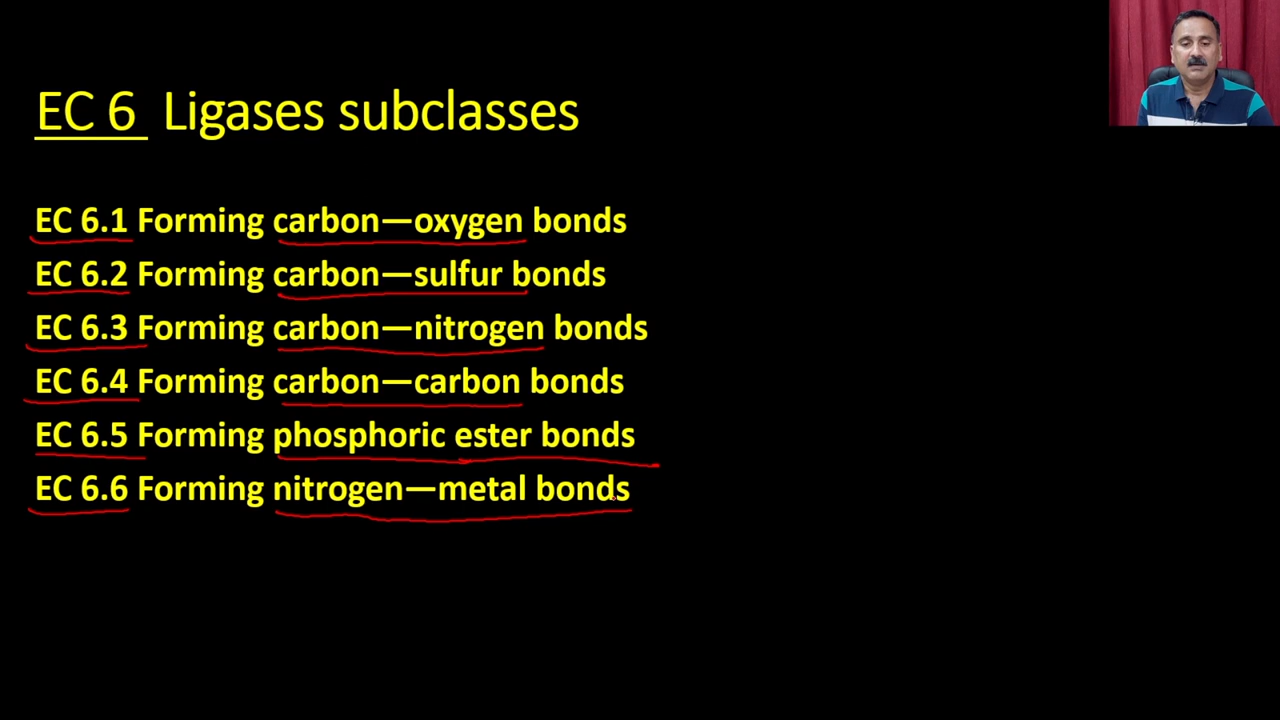 EC 6 Ligases subclasses
EC 6.1 Forming carbon—oxygen bonds
EC 6.2 Forming carbon—sulfur bonds
EC 6.3 Forming carbon—nitrogen bonds
EC 6.4 Forming carbon—carbon bonds
EC 6.5 Forming phosphoric ester bonds
EC 6.6 Forming nitrogen—metal bonds